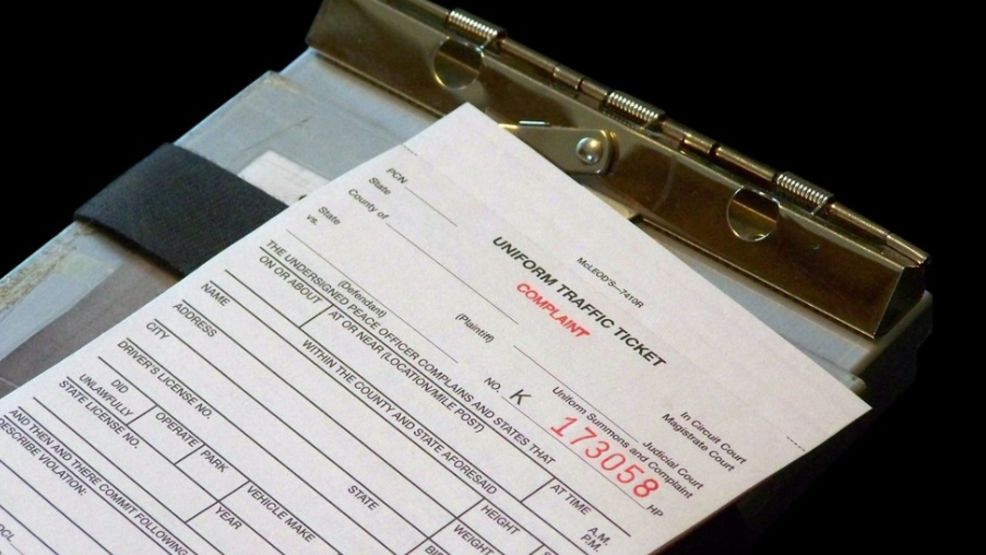 McLEOD'S—7410R
UNIFORM TRAFFIC TICKET
COMPLAINT
PCN
State
County of
State
vs.
(Plaintiff)
(Defendant)
In Circuit Court
Magistrate Court
Judicial Court
Uniform Summons and Complaint
NO. K 173058 HP
THE UNDERSIGNED PEACE OFFICER COMPLAINS AND STATES THAT
ON OR ABOUT AT OR NEAR (LOCATION/MILE POST) AT TIME A.M. P.M.
WITHIN THE COUNTY AND STATE AFORESAID
NAME
ADDRESS
CITY STATE HEIGHT
DRIVER'S LICENSE NO. WEIGHT
DID UNLAWFULLY OPERATE PARK YEAR VEHICLE MAKE
STATE LICENSE NO.
AND THEN AND THERE COMMIT FOLLOWING
DESCRIBE VIOLATION: